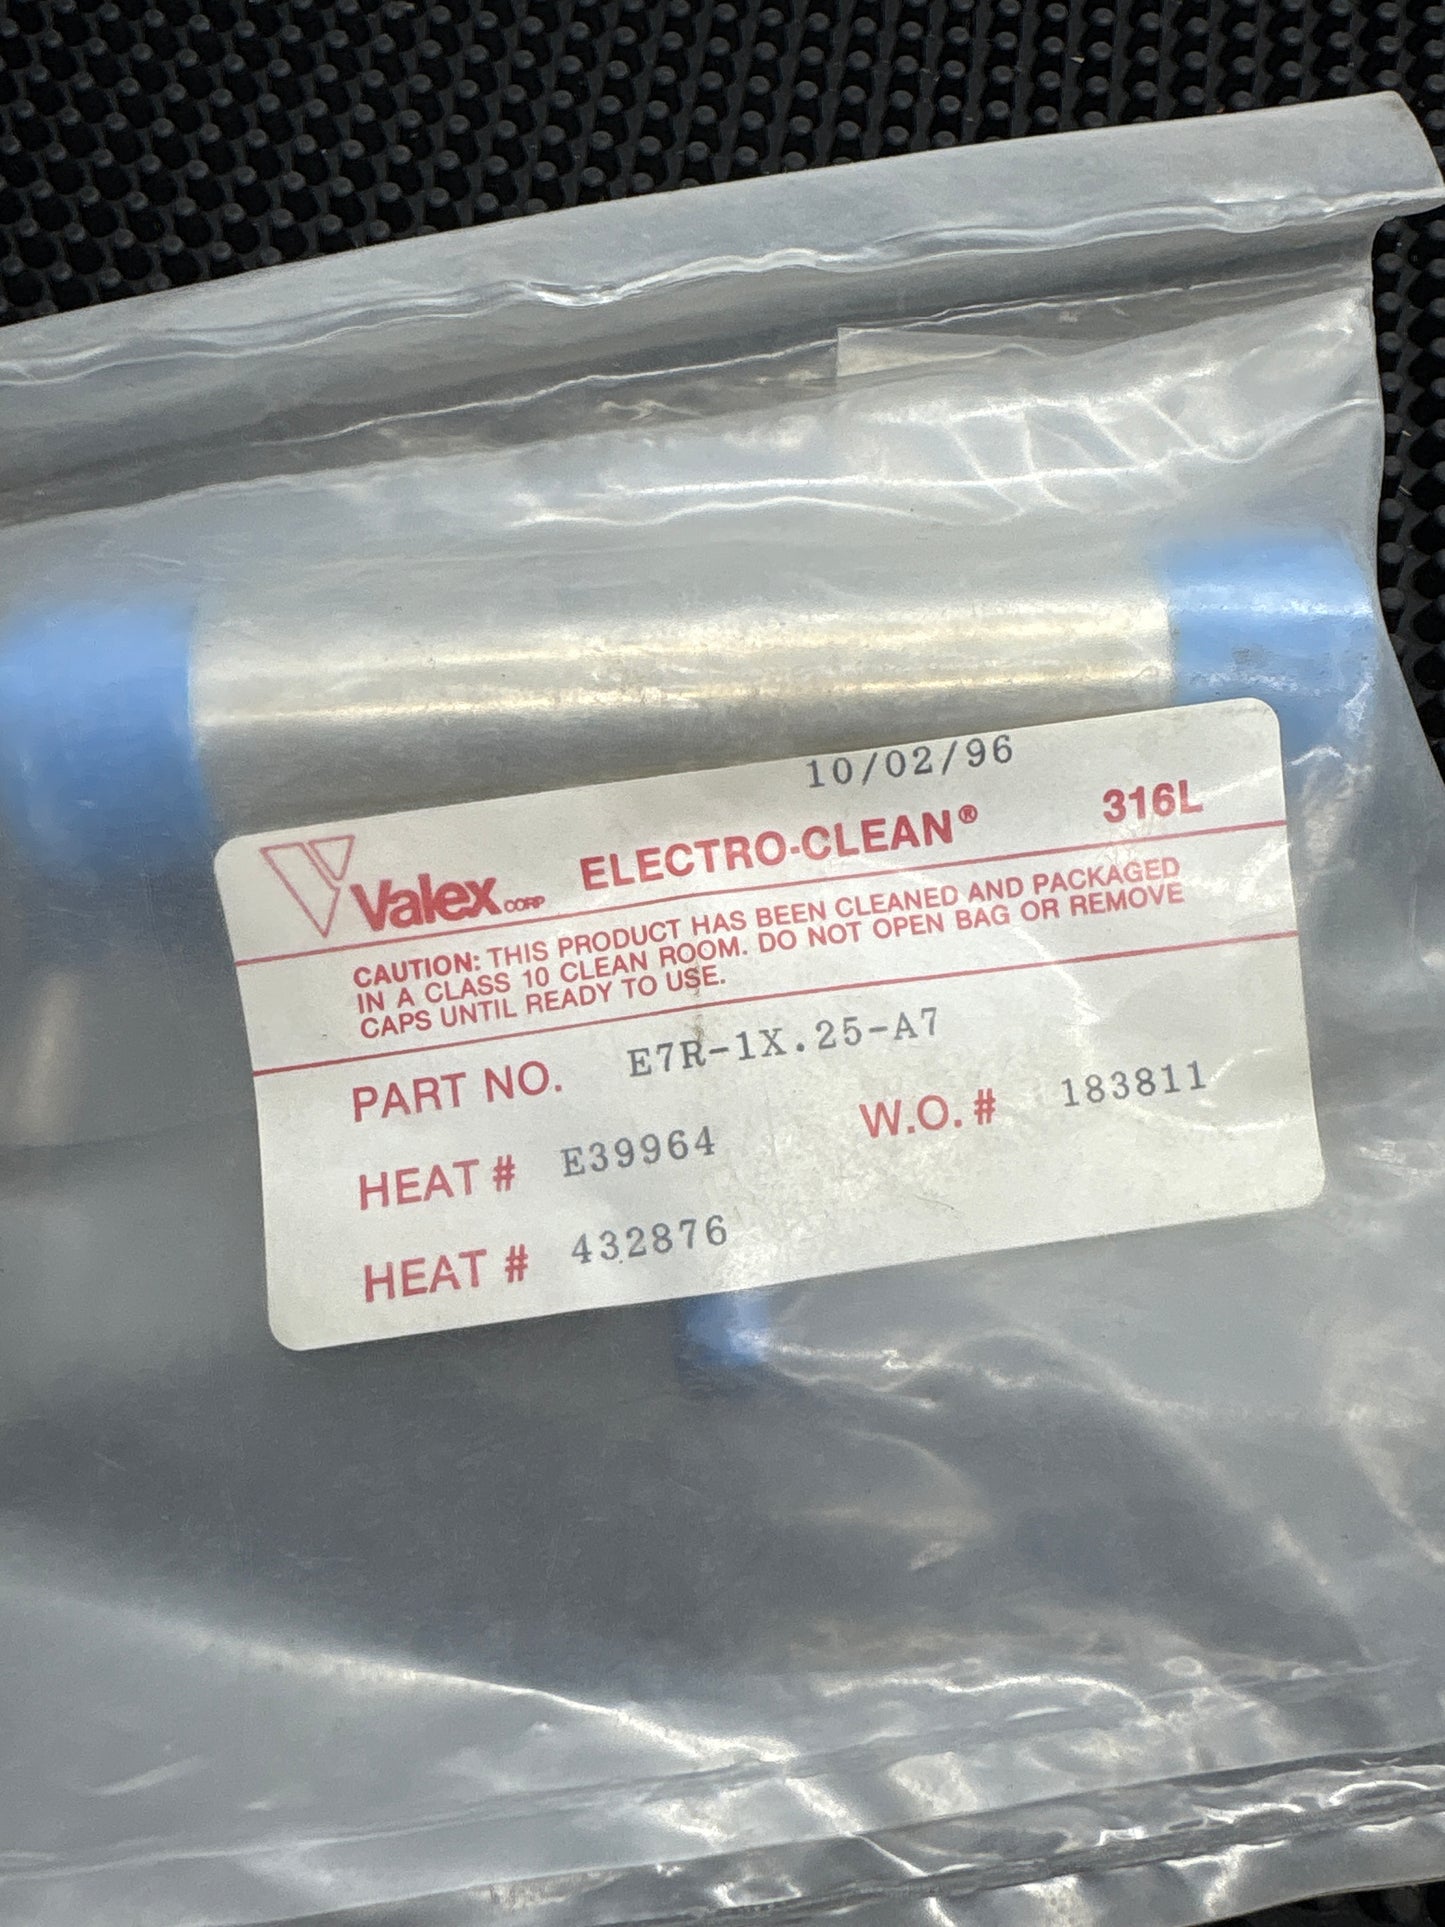 10/02/96
Valex CORP ELECTRO-CLEAN® 316L
CAUTION: THIS PRODUCT HAS BEEN CLEANED AND PACKAGED
IN A CLASS 10 CLEAN ROOM. DO NOT OPEN BAG OR REMOVE
CAPS UNTIL READY TO USE.
PART NO. E7R-1X.25-A7
HEAT # E39964 W.O. # 183811
HEAT # 432876